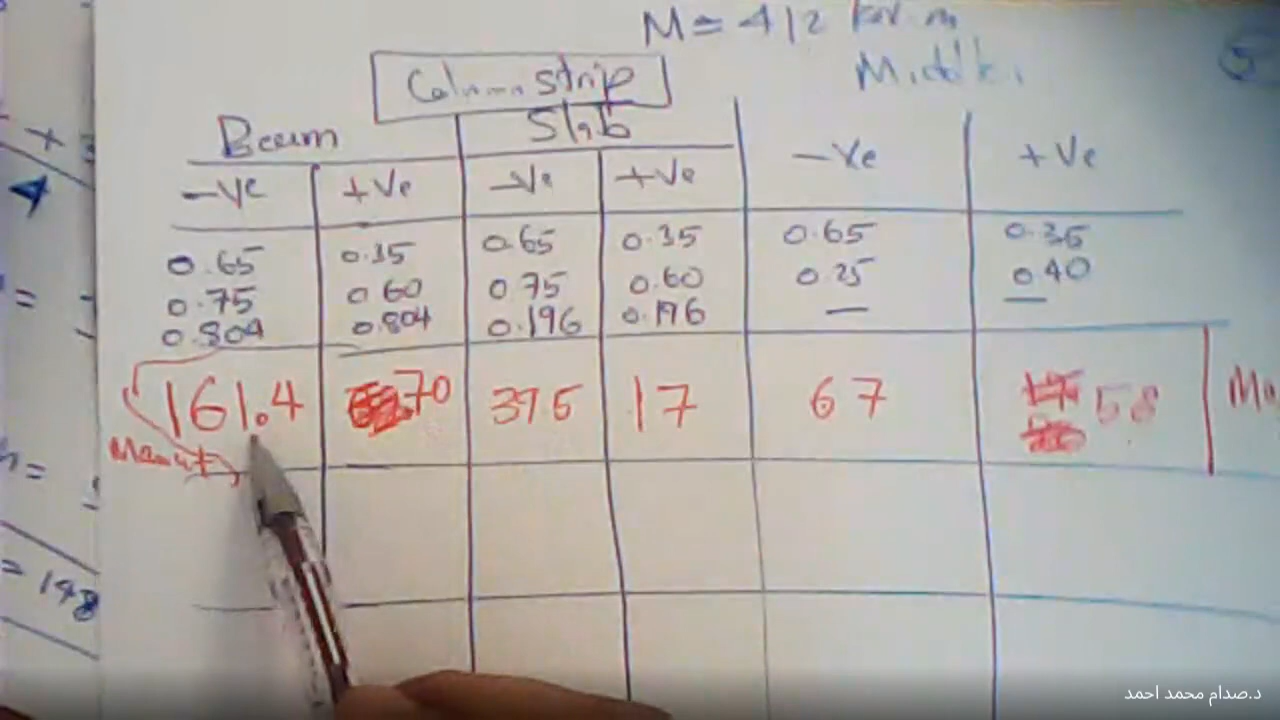 M = 412 kN.m
Column strip
Middle
5
Beam
Slab
-Ve
+Ve
-Ve
+Ve
-Ve
+Ve
0.65 0.35 0.65 0.35 0.65 0.35
0.75 0.60 0.75 0.60 0.25 0.40
0.804 0.804 0.196 0.196 — —
161.4 70 395 17 67 58
= 148
د.صدام محمد احمد